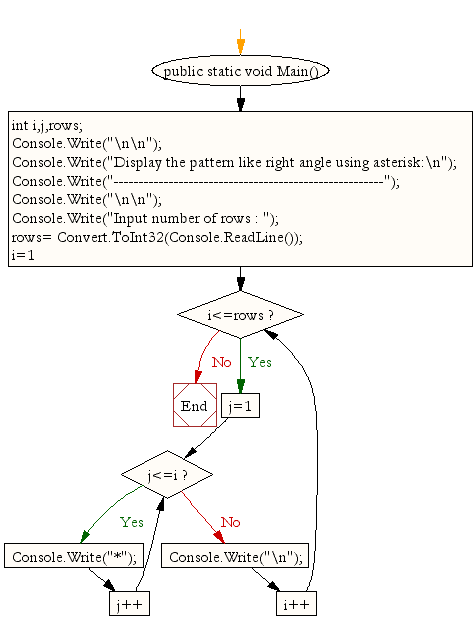 public static void Main()
int i,j,rows;
Console.Write("\n\n");
Console.Write("Display the pattern like right angle using asterisk:\n");
Console.Write("------------------------------------------------------");
Console.Write("\n\n");
Console.Write("Input number of rows : ");
rows= Convert.ToInt32(Console.ReadLine());
i=1
i<=rows ?
No
Yes
End
j=1
j<=i ?
Yes
No
Console.Write("*");
Console.Write("\n");
j++
i++